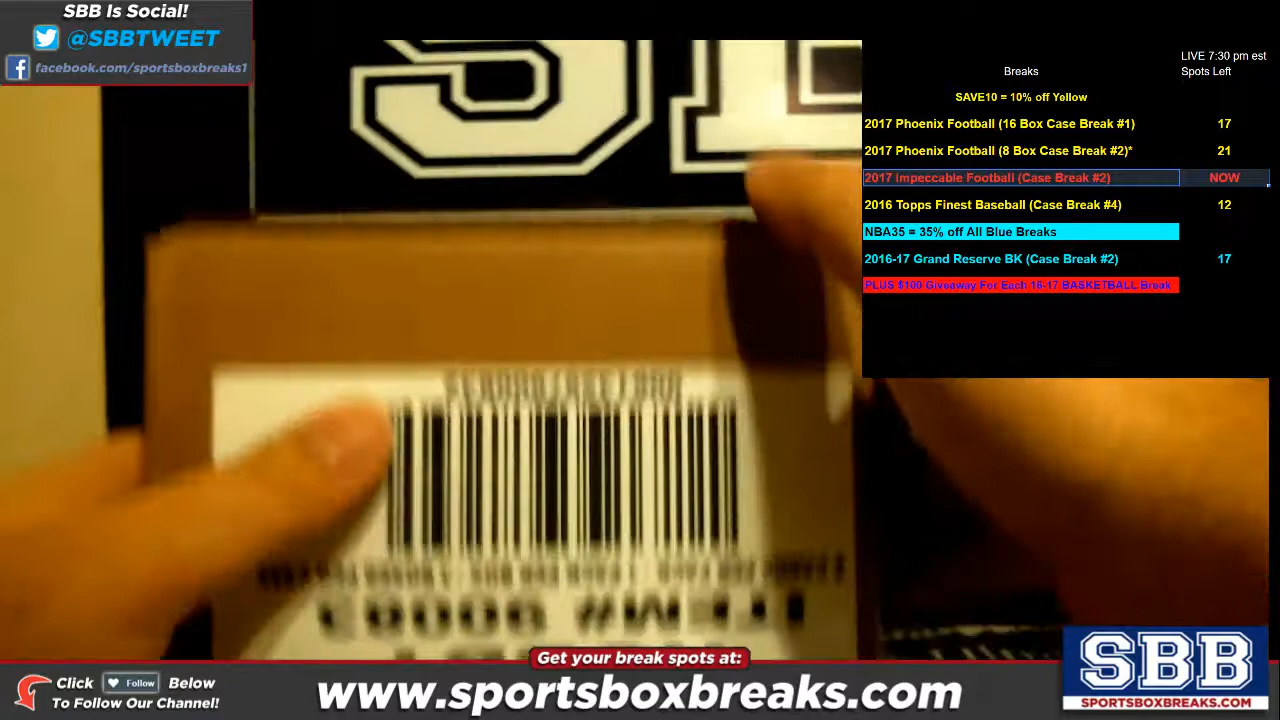 SBB Is Social!
@SBBTWEET
facebook.com/sportsboxbreaks1
LIVE 7:30 pm est
Breaks Spots Left
SAVE10 = 10% off Yellow
2017 Phoenix Football (16 Box Case Break #1) 17
2017 Phoenix Football (8 Box Case Break #2)* 21
2017 Impeccable Football (Case Break #2) NOW
2016 Topps Finest Baseball (Case Break #4) 12
NBA35 = 35% off All Blue Breaks
2016-17 Grand Reserve BK (Case Break #2) 17
PLUS $100 Giveaway For Each 16-17 BASKETBALL Break
Get your break spots at:
Click Follow Below
To Follow Our Channel!
www.sportsboxbreaks.com
SBB
SPORTSBOXBREAKS.COM